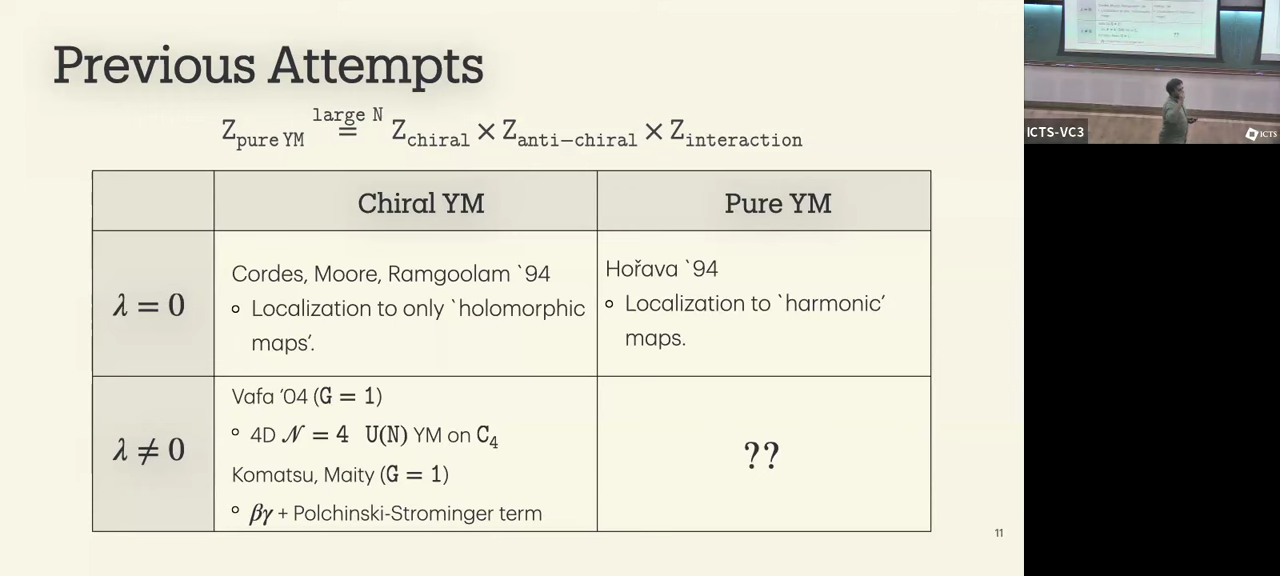 Previous Attempts
Z_pure YM =^large N Z_chiral × Z_anti−chiral × Z_interaction
Chiral YM
Pure YM
λ = 0
Cordes, Moore, Ramgoolam `94
∘ Localization to only `holomorphic
maps’.
Hořava `94
∘ Localization to `harmonic’
maps.
λ ≠ 0
Vafa ‘04 (G = 1)
∘ 4D 𝒩 = 4 U(N) YM on C₄
Komatsu, Maity (G = 1)
∘ βγ + Polchinski-Strominger term
??
11
ICTS-VC3
ICTS